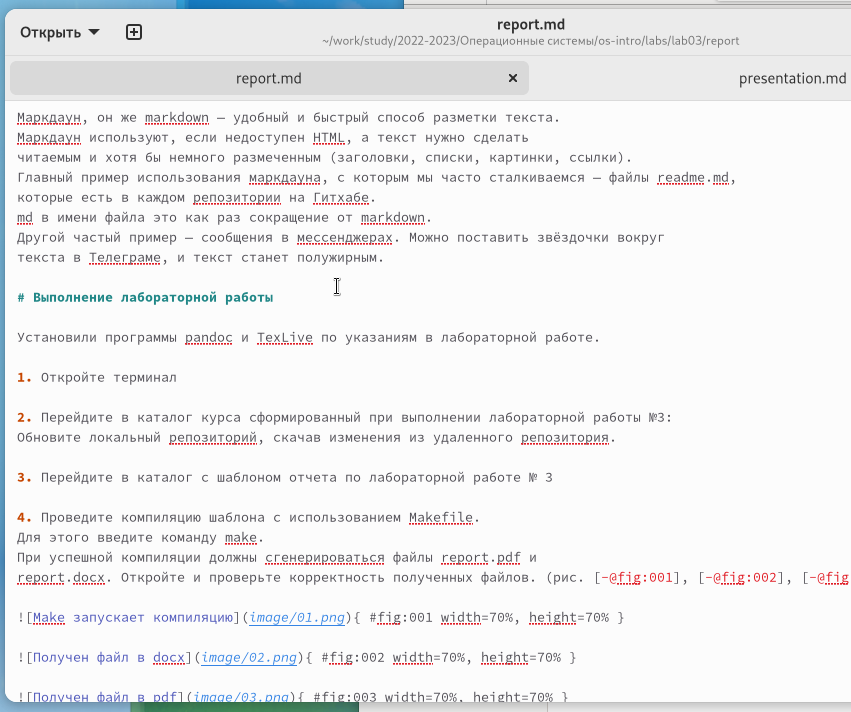 Открыть
report.md
~/work/study/2022-2023/Операционные системы/os-intro/labs/lab03/report
report.md
presentation.md
Маркдаун, он же markdown — удобный и быстрый способ разметки текста.
Маркдаун используют, если недоступен HTML, а текст нужно сделать
читаемым и хотя бы немного размеченным (заголовки, списки, картинки, ссылки).
Главный пример использования маркдауна, с которым мы часто сталкиваемся — файлы readme.md,
которые есть в каждом репозитории на Гитхабе.
md в имени файла это как раз сокращение от markdown.
Другой частый пример — сообщения в мессенджерах. Можно поставить звёздочки вокруг
текста в Телеграме, и текст станет полужирным.
# Выполнение лабораторной работы
Установили программы pandoc и TexLive по указаниям в лабораторной работе.
1. Откройте терминал
2. Перейдите в каталог курса сформированный при выполнении лабораторной работы №3:
Обновите локальный репозиторий, скачав изменения из удаленного репозитория.
3. Перейдите в каталог с шаблоном отчета по лабораторной работе № 3
4. Проведите компиляцию шаблона с использованием Makefile.
Для этого введите команду make.
При успешной компиляции должны сгенерироваться файлы report.pdf и
report.docx. Откройте и проверьте корректность полученных файлов. (рис. [-@fig:001], [-@fig:002], [-@fig
![Make запускает компиляцию](image/01.png){ #fig:001 width=70%, height=70% }
![Получен файл в docx](image/02.png){ #fig:002 width=70%, height=70% }
![Получен файл в pdf](image/03.png){ #fig:003 width=70%, height=70% }